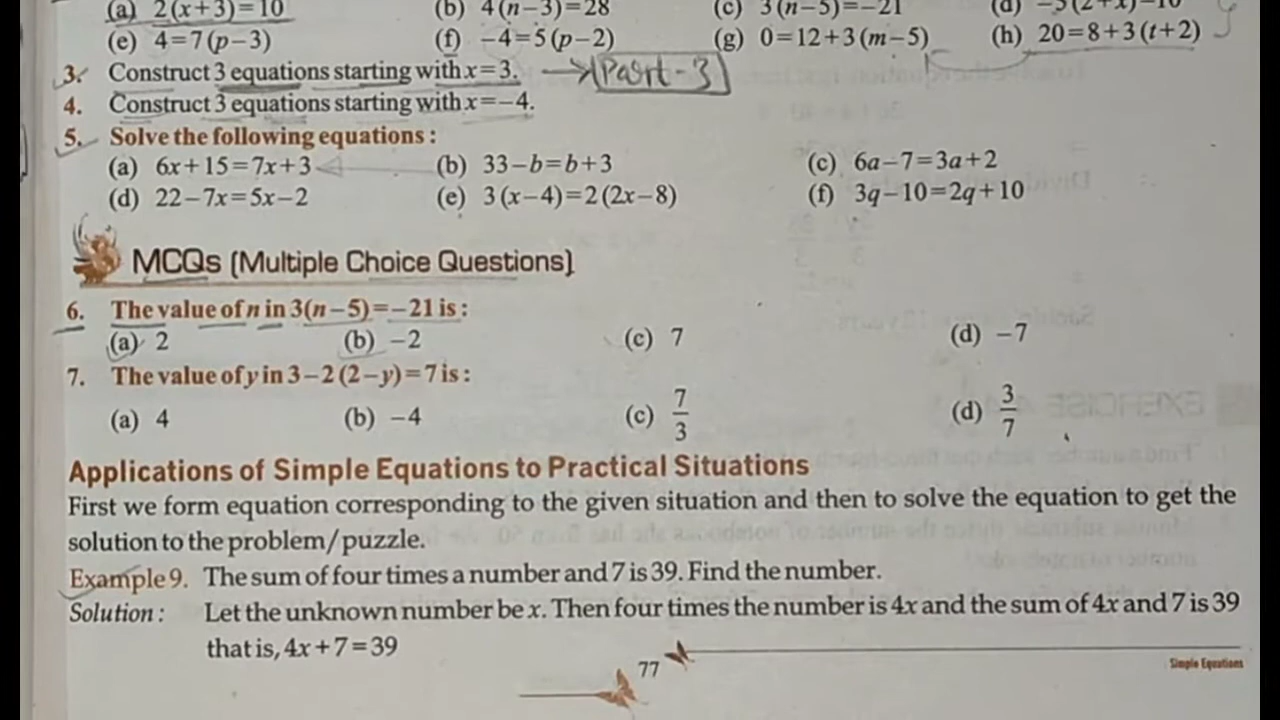 (a) 2(x+3)=10 (b) 4(n−3)=28 (c) 3(n−5)=−21
(e) 4=7(p−3) (f) −4=5(p−2) (g) 0=12+3(m−5) (h) 20=8+3(t+2)
3. Construct 3 equations starting with x=3. → Part-3
4. Construct 3 equations starting with x=−4.
5. Solve the following equations :
(a) 6x+15=7x+3 (b) 33−b=b+3 (c) 6a−7=3a+2
(d) 22−7x=5x−2 (e) 3(x−4)=2(2x−8) (f) 3q−10=2q+10
MCQs (Multiple Choice Questions)
6. The value of n in 3(n−5)=−21 is :
(a) 2 (b) −2 (c) 7 (d) −7
7. The value of y in 3−2(2−y)=7 is :
(a) 4 (b) −4 (c) 7/3 (d) 3/7
Applications of Simple Equations to Practical Situations
First we form equation corresponding to the given situation and then to solve the equation to get the
solution to the problem/puzzle.
Example 9. The sum of four times a number and 7 is 39. Find the number.
Solution : Let the unknown number be x. Then four times the number is 4x and the sum of 4x and 7 is 39
that is, 4x+7=39
77
Simple Equations